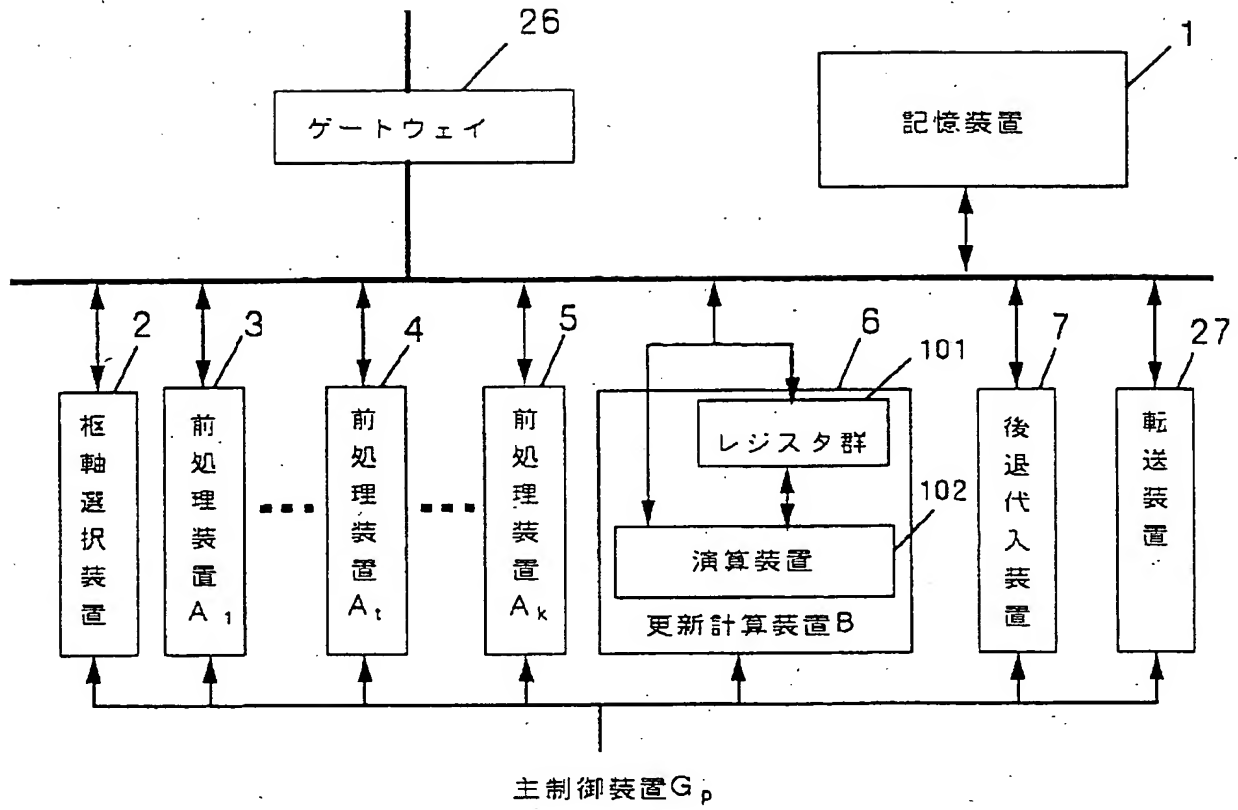 26
1
ゲートウェイ
記憶装置
2
3
4
5
6
101
7
27
枢軸選択装置
前処理装置A₁
前処理装置Aₜ
前処理装置Aₖ
レジスタ群
102
演算装置
更新計算装置B
後退代入装置
転送装置
主制御装置Gₚ